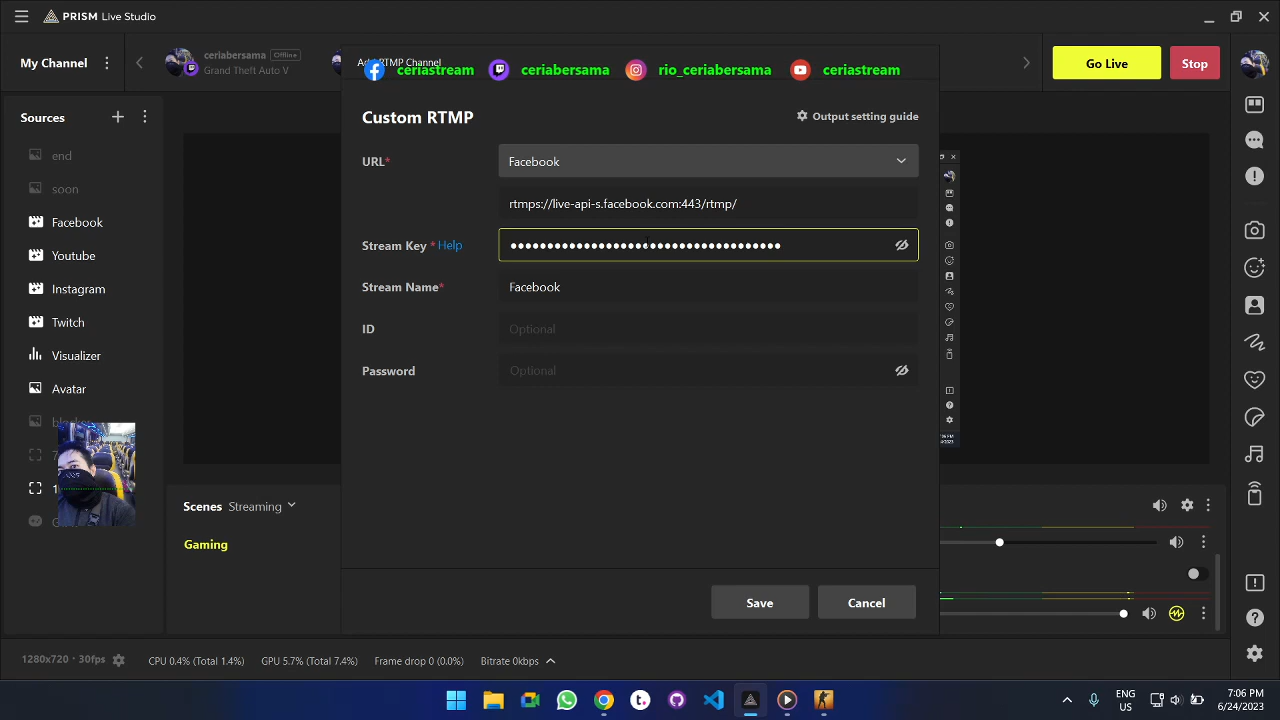 PRISM Live Studio
My Channel
ceriabersama Offline
Grand Theft Auto V
Go Live
Stop
ceriastream ceriabersama rio_ceriabersama ceriastream
Sources
end
soon
Facebook
Youtube
Instagram
Twitch
Visualizer
Avatar
Custom RTMP
Output setting guide
URL*
Facebook
rtmps://live-api-s.facebook.com:443/rtmp/
Stream Key * Help
●●●●●●●●●●●●●●●●●●●●●●●●●●●●●●●●●●●●●
Stream Name*
Facebook
ID
Optional
Password
Optional
Save
Cancel
Scenes Streaming
Gaming
1280x720 • 30fps
CPU 0.4% (Total 1.4%)
GPU 5.7% (Total 7.4%)
Frame drop 0 (0.0%)
Bitrate 0kbps
ENG
US
7:06 PM
6/24/2023